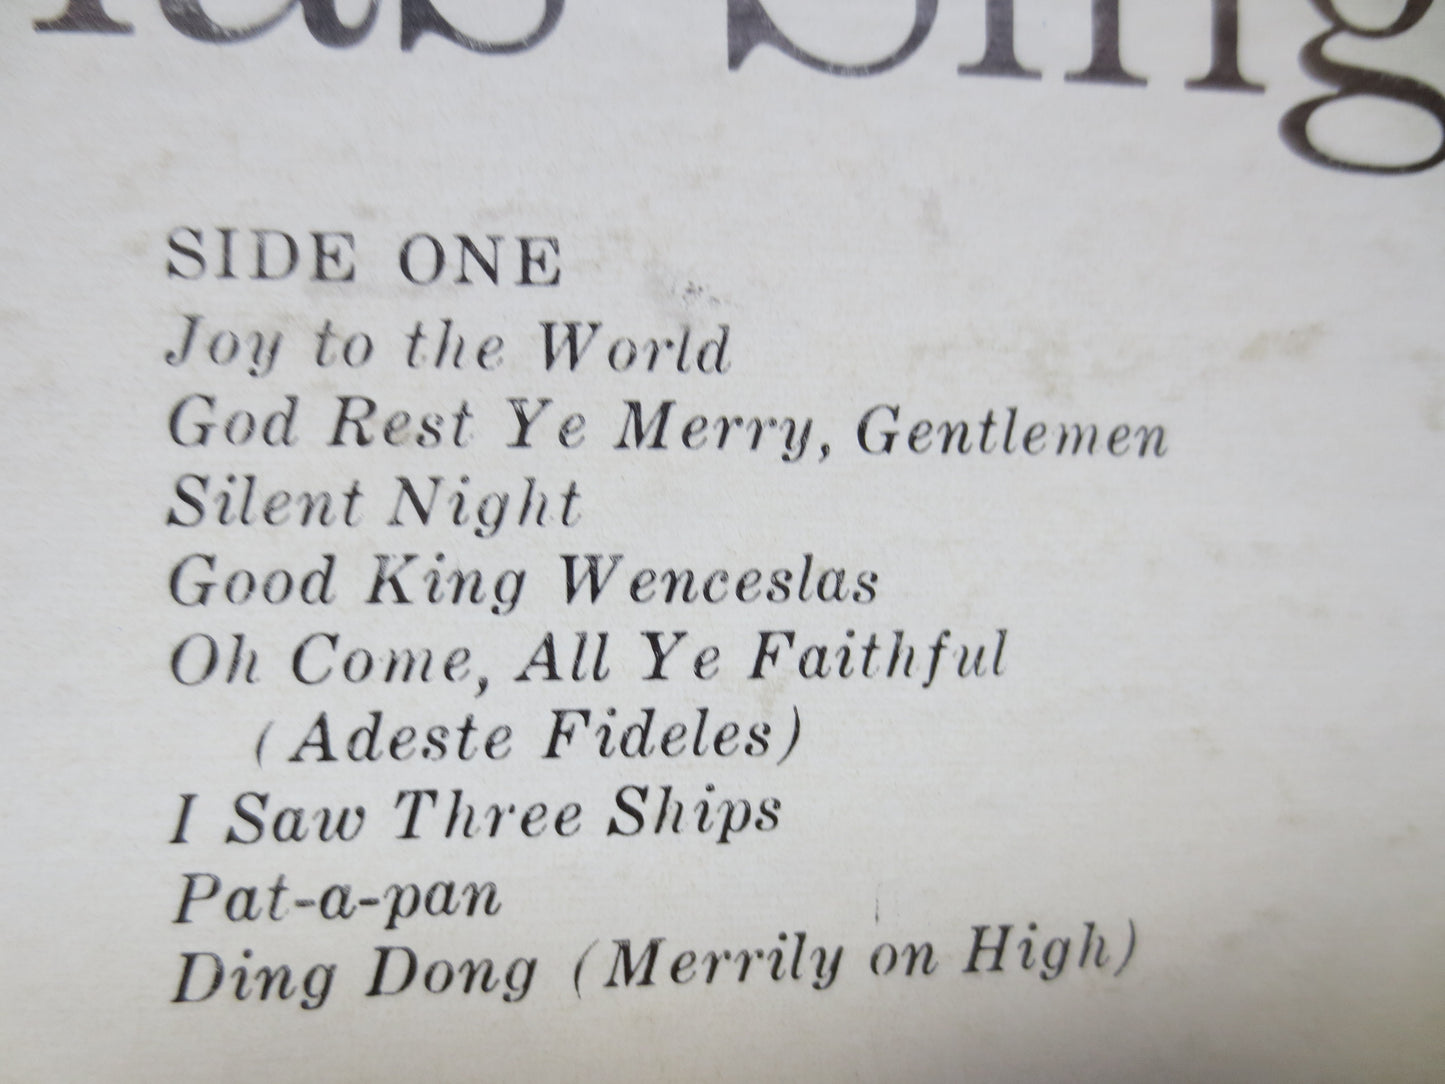 SIDE ONE
Joy to the World
God Rest Ye Merry, Gentlemen
Silent Night
Good King Wenceslas
Oh Come, All Ye Faithful
(Adeste Fideles)
I Saw Three Ships
Pat-a-pan
Ding Dong (Merrily on High)